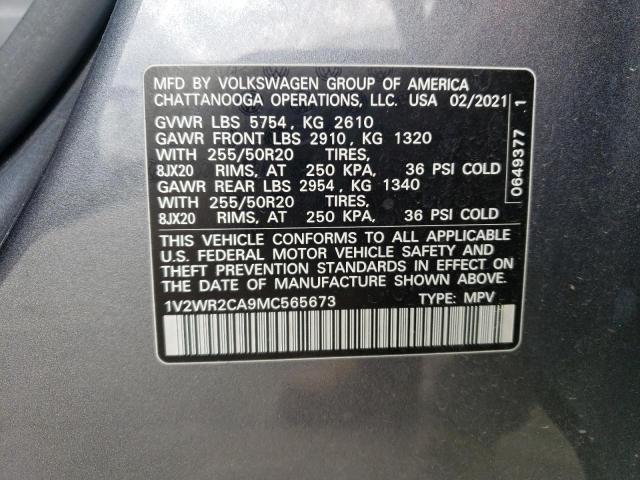 MFD BY VOLKSWAGEN GROUP OF AMERICA
CHATTANOOGA OPERATIONS, LLC. USA 02/2021
GVWR LBS 5754, KG 2610
GAWR FRONT LBS 2910, KG 1320
WITH 255/50R20 TIRES,
8JX20 RIMS, AT 250 KPA, 36 PSI COLD
GAWR REAR LBS 2954, KG 1340
WITH 255/50R20 TIRES,
8JX20 RIMS, AT 250 KPA, 36 PSI COLD
THIS VEHICLE CONFORMS TO ALL APPLICABLE
U.S. FEDERAL MOTOR VEHICLE SAFETY AND
THEFT PREVENTION STANDARDS IN EFFECT ON
THE DATE OF MANUFACTURE SHOWN ABOVE.
1V2WR2CA9MC565673 TYPE: MPV
0649377 1